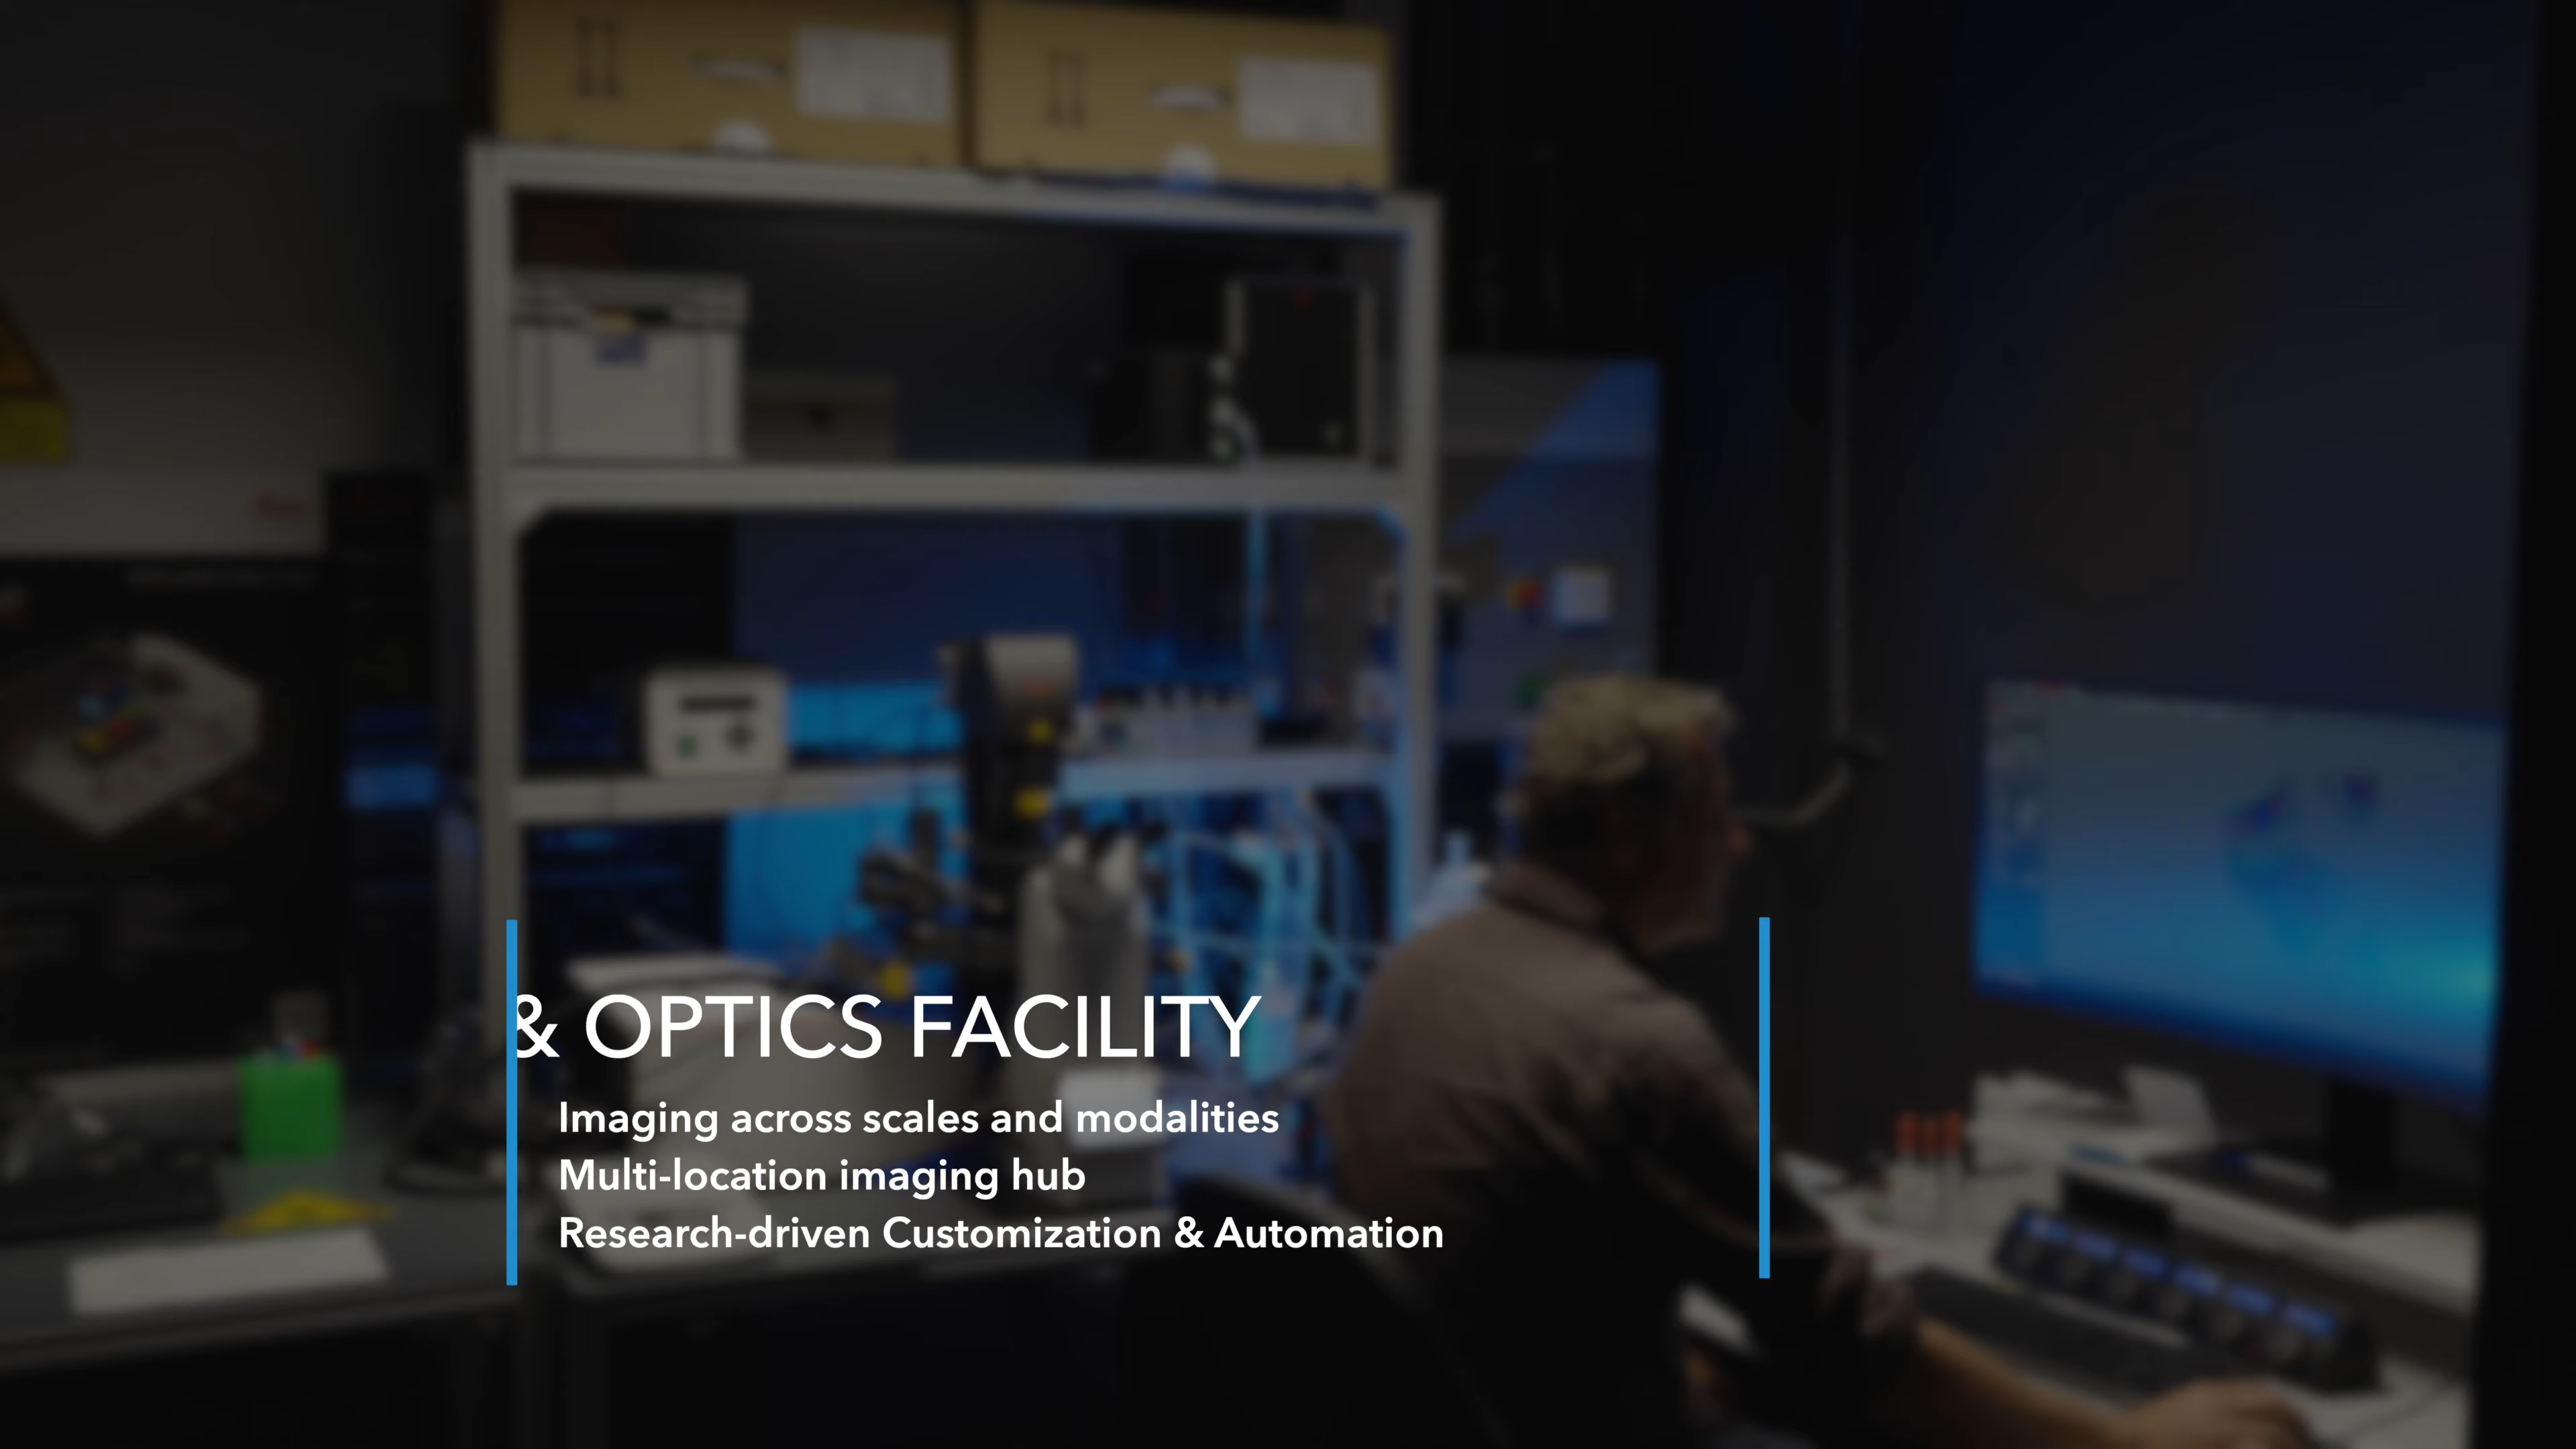 & OPTICS FACILITY
Imaging across scales and modalities
Multi-location imaging hub
Research-driven Customization & Automation